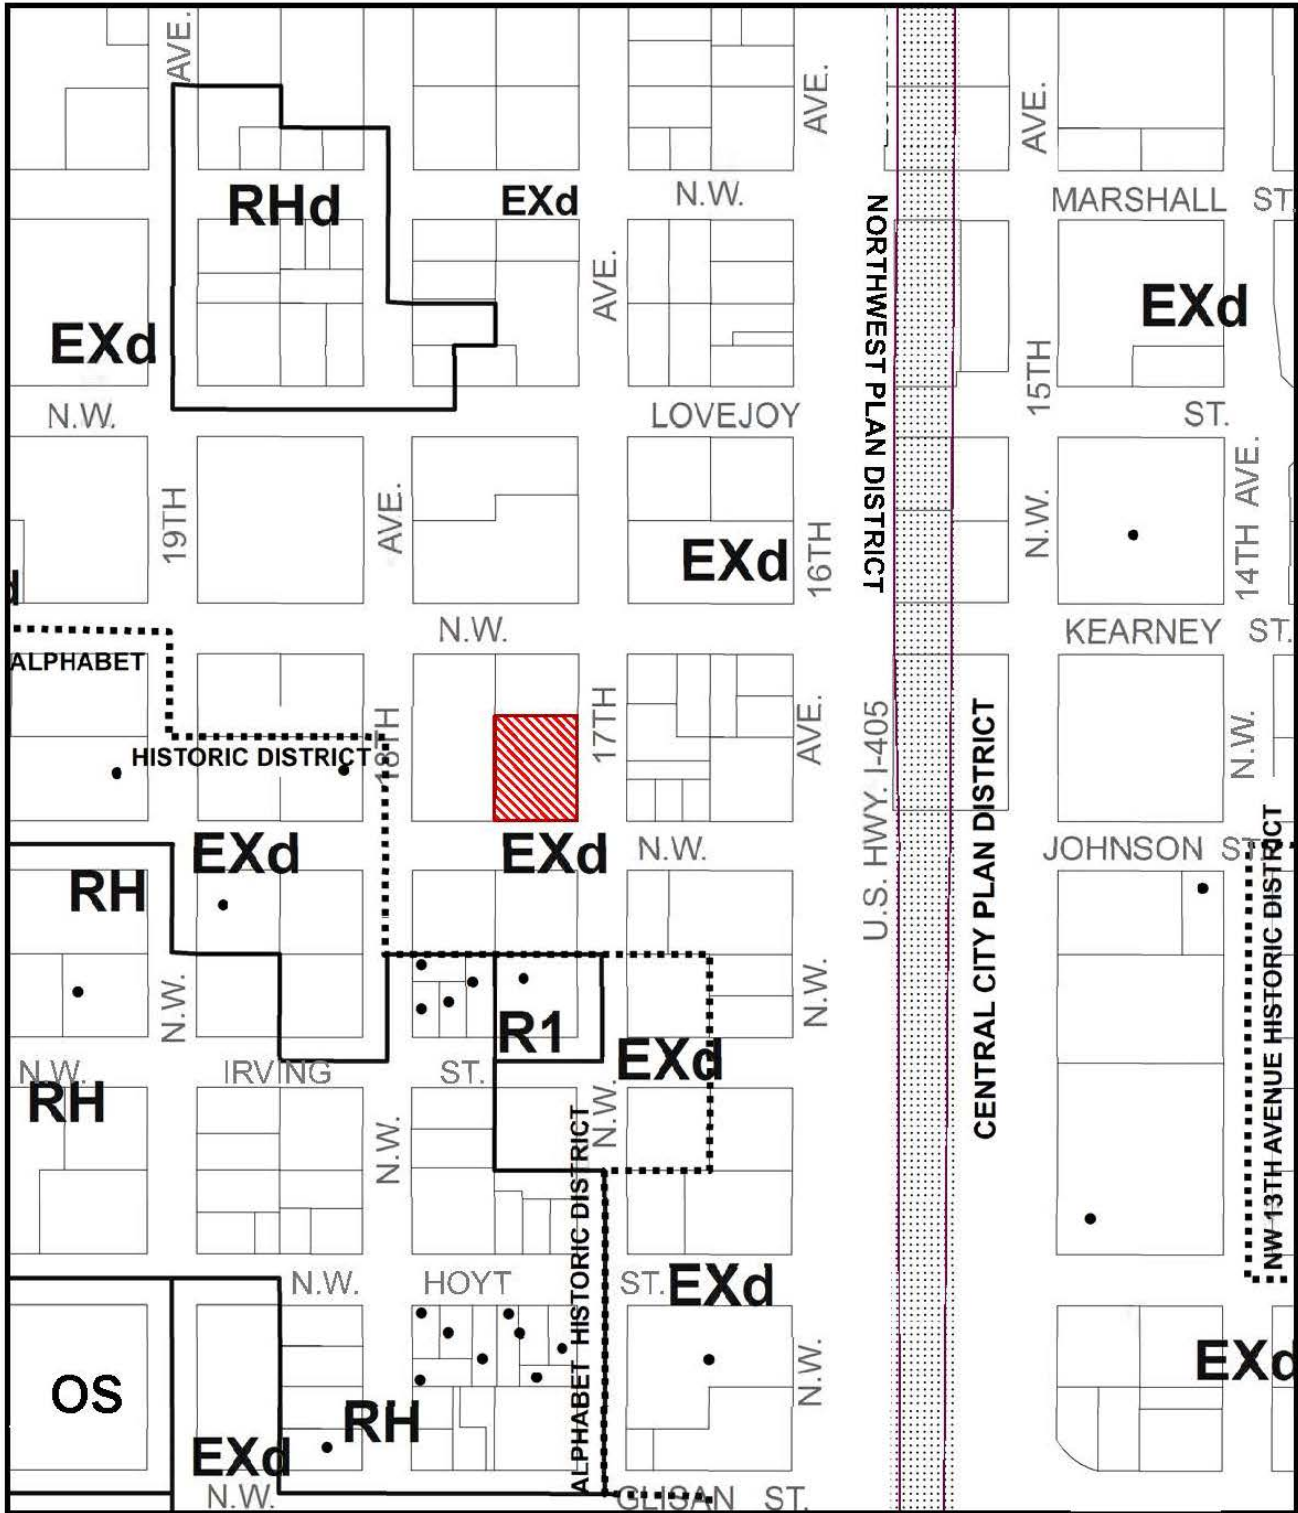 AVE.
AVE.
AVE.
RHd
EXd
N.W.
MARSHALL ST.
NORTHWEST PLAN DISTRICT
AVE.
EXd
EXd
15TH
N.W.
LOVEJOY
ST.
19TH
AVE.
EXd
16TH
N.W.
14TH AVE.
d
N.W.
KEARNEY ST.
ALPHABET
HISTORIC DISTRICT
18TH
17TH
AVE.
U.S. HWY. I-405
CENTRAL CITY PLAN DISTRICT
N.W.
EXd
EXd
N.W.
JOHNSON ST.
RH
NW 13TH AVENUE HISTORIC DISTRICT
N.W.
N.W.
R1
EXd
N.W.
IRVING
ST.
RH
N.W.
N.W.
ALPHABET HISTORIC DISTRICT
N.W.
HOYT
ST.
EXd
N.W.
EXd
OS
RH
EXd
N.W.
GLISAN ST.